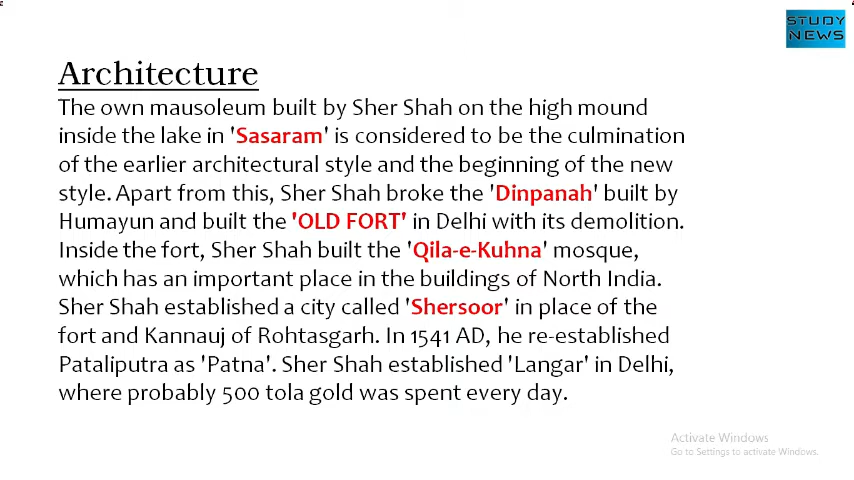 STUDY
NEWS
Architecture
The own mausoleum built by Sher Shah on the high mound
inside the lake in 'Sasaram' is considered to be the culmination
of the earlier architectural style and the beginning of the new
style. Apart from this, Sher Shah broke the 'Dinpanah' built by
Humayun and built the 'OLD FORT' in Delhi with its demolition.
Inside the fort, Sher Shah built the 'Qila-e-Kuhna' mosque,
which has an important place in the buildings of North India.
Sher Shah established a city called 'Shersoor' in place of the
fort and Kannauj of Rohtasgarh. In 1541 AD, he re-established
Pataliputra as 'Patna'. Sher Shah established 'Langar' in Delhi,
where probably 500 tola gold was spent every day.
Activate Windows
Go to Settings to activate Windows.